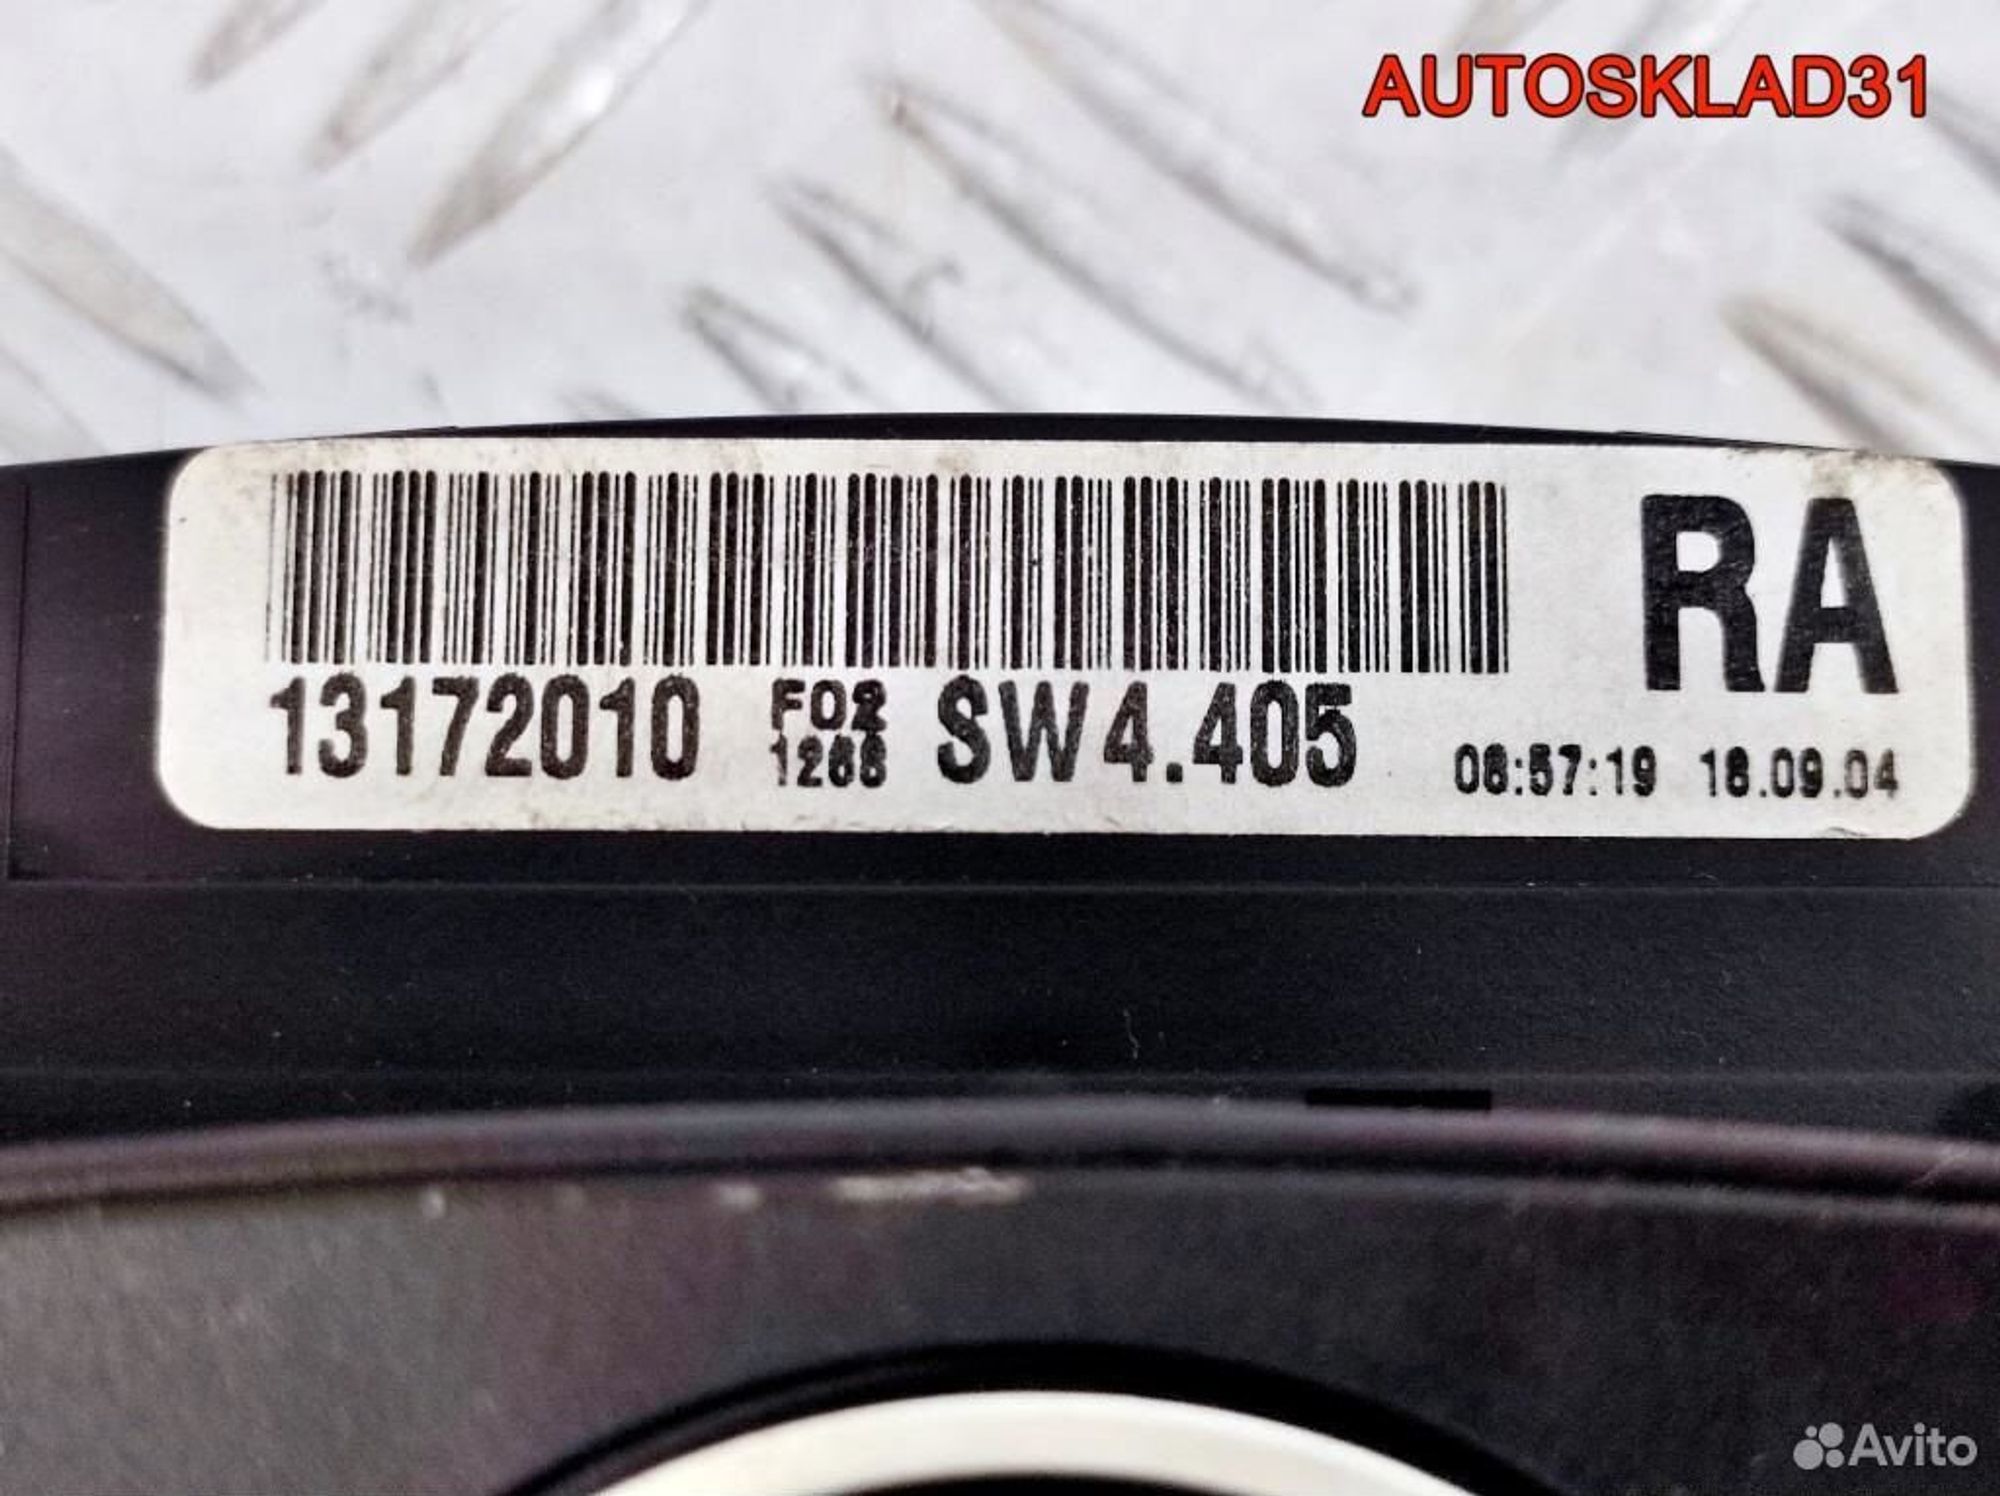 AUTOSKLAD31
RA
13172010 F02 SW4.405
1268
08:57:19 18.09.04
Avito